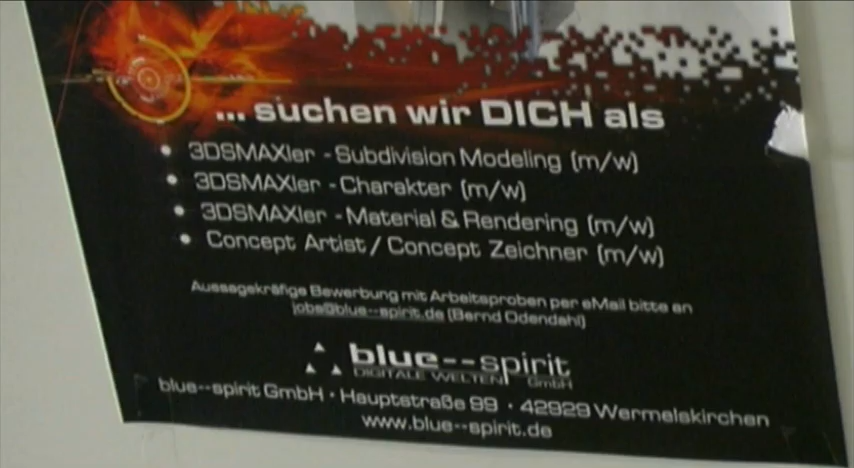 ... suchen wir DICH als
• 3DSMAXler - Subdivision Modeling (m/w)
• 3DSMAXler - Charakter (m/w)
• 3DSMAXler - Material & Rendering (m/w)
• Concept Artist / Concept Zeichner (m/w)
Aussagekräfige Bewerbung mit Arbeitsproben per eMail bitte an
jobs@blue--spirit.de (Bernd Odendahl)
blue--spirit
DIGITALE WELTEN GmbH
blue--spirit GmbH • Hauptstraße 99 • 42929 Wermelskirchen
www.blue--spirit.de